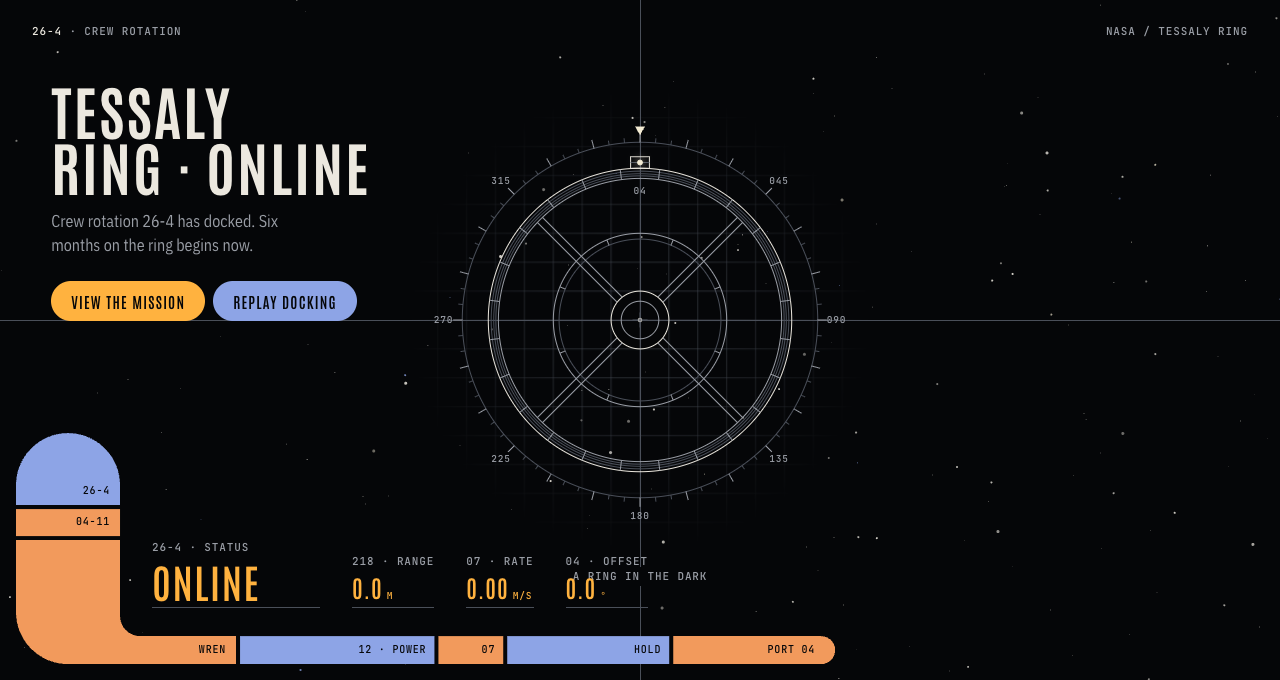 26-4 · CREW ROTATION
NASA / TESSALY RING
TESSALY
RING · ONLINE
Crew rotation 26-4 has docked. Six
months on the ring begins now.
VIEW THE MISSION
REPLAY DOCKING
315
04
045
270
090
225
135
180
26-4
04-11
26-4 · STATUS
ONLINE
218 · RANGE
0.0 M
07 · RATE
0.00 M/S
04 · OFFSET
0.0 °
A RING IN THE DARK
WREN
12 · POWER
07
HOLD
PORT 04